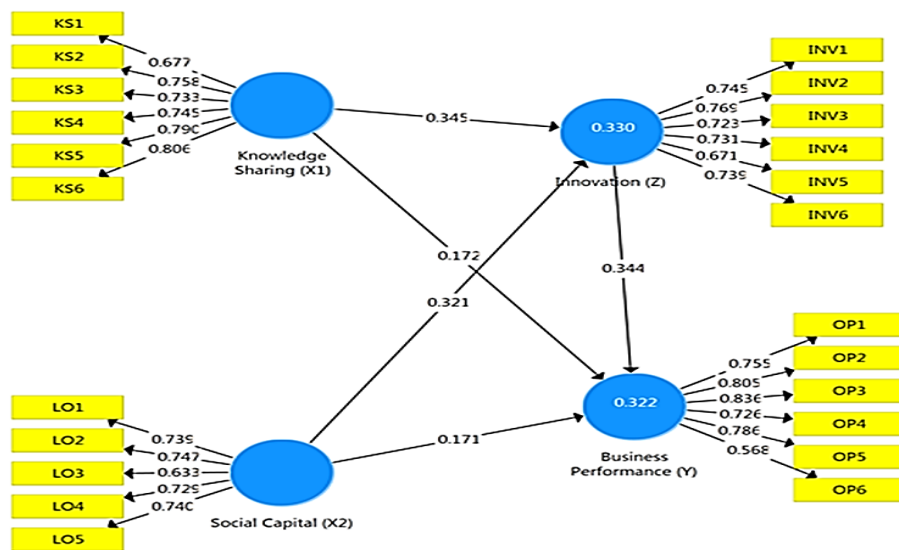 KS1
KS2
KS3
KS4
KS5
KS6
0.677
0.758
0.733
0.745
0.790
0.806
Knowledge
Sharing (X1)
0.345
0.330
Innovation (Z)
INV1
INV2
INV3
INV4
INV5
INV6
0.745
0.769
0.723
0.731
0.671
0.739
0.172
0.321
0.344
LO1
LO2
LO3
LO4
LO5
0.739
0.747
0.633
0.729
0.740
Social Capital (X2)
0.171
0.322
Business
Performance (Y)
OP1
OP2
OP3
OP4
OP5
OP6
0.755
0.805
0.836
0.726
0.786
0.568